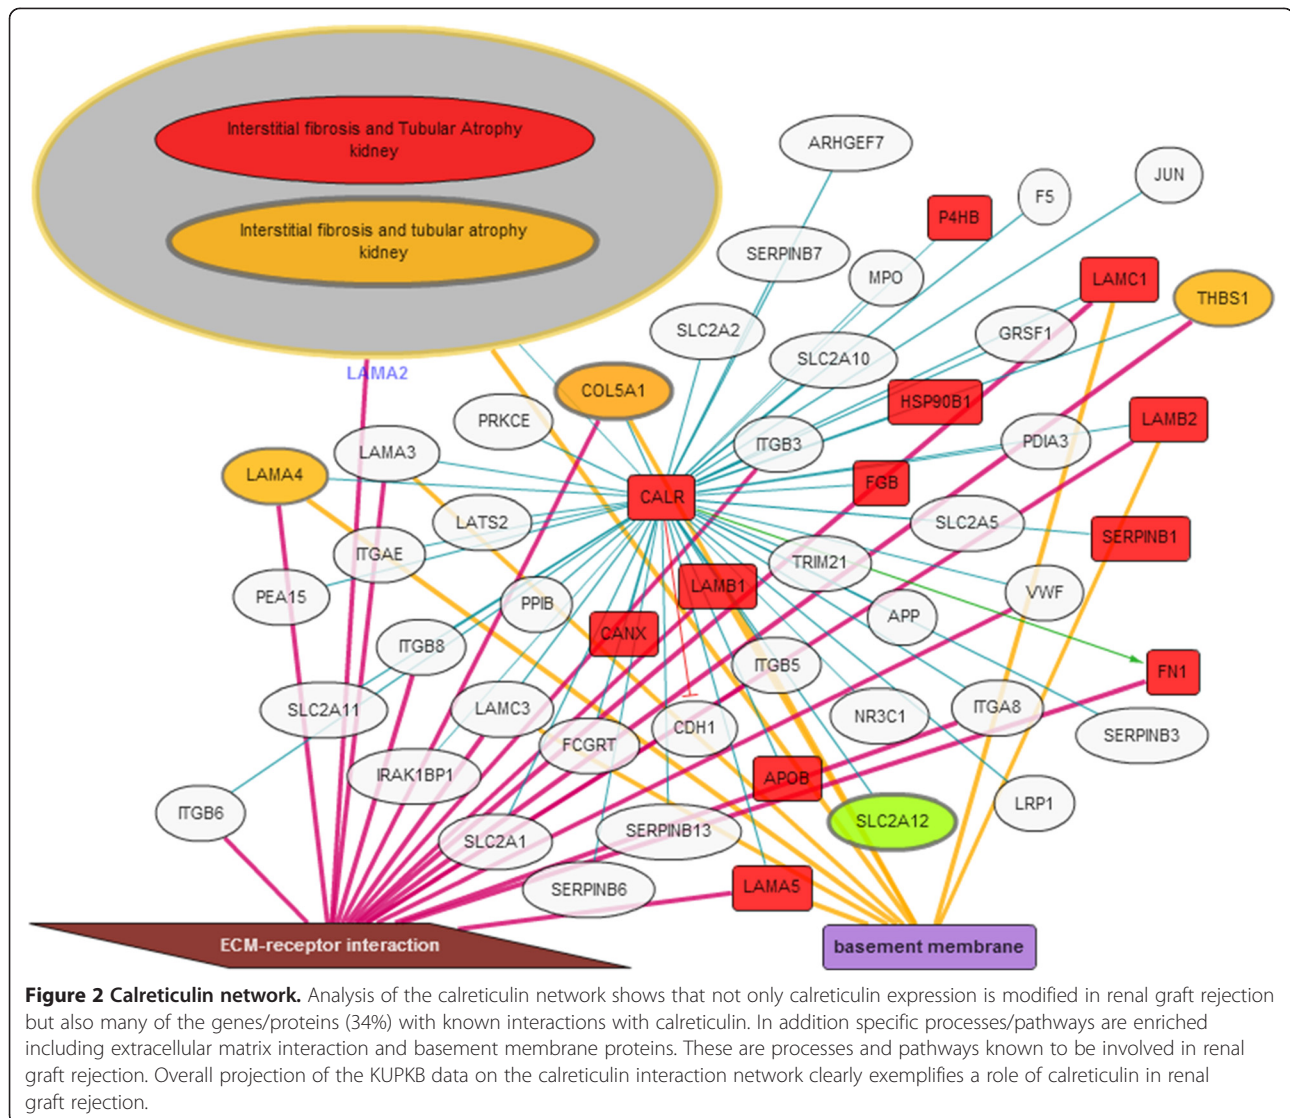 Interstitial fibrosis and Tubular Atrophy
kidney
Interstitial fibrosis and tubular atrophy
kidney
LAMA2
ARHGEF7
JUN
F5
P4HB
SERPINB7
MPO
LAMC1
THBS1
SLC2A2
GRSF1
SLC2A10
COL5A1
HSP90B1
PRKCE
LAMB2
ITGB3
PDIA3
LAMA3
LAMA4
FGB
CALR
LATS2
SLC2A5
SERPINB1
ITGAE
TRIM21
LAMB1
VWF
PEA15
PPIB
APP
CANX
ITGB8
ITGB5
FN1
SLC2A11
LAMC3
ITGA8
NR3C1
CDH1
SERPINB3
FCGRT
IRAK1BP1
APOB
LRP1
ITGB6
SLC2A12
SERPINB13
SLC2A1
LAMA5
SERPINB6
ECM-receptor interaction
basement membrane
Figure 2 Calreticulin network. Analysis of the calreticulin network shows that not only calreticulin expression is modified in renal graft rejection
but also many of the genes/proteins (34%) with known interactions with calreticulin. In addition specific processes/pathways are enriched
including extracellular matrix interaction and basement membrane proteins. These are processes and pathways known to be involved in renal
graft rejection. Overall projection of the KUPKB data on the calreticulin interaction network clearly exemplifies a role of calreticulin in renal
graft rejection.